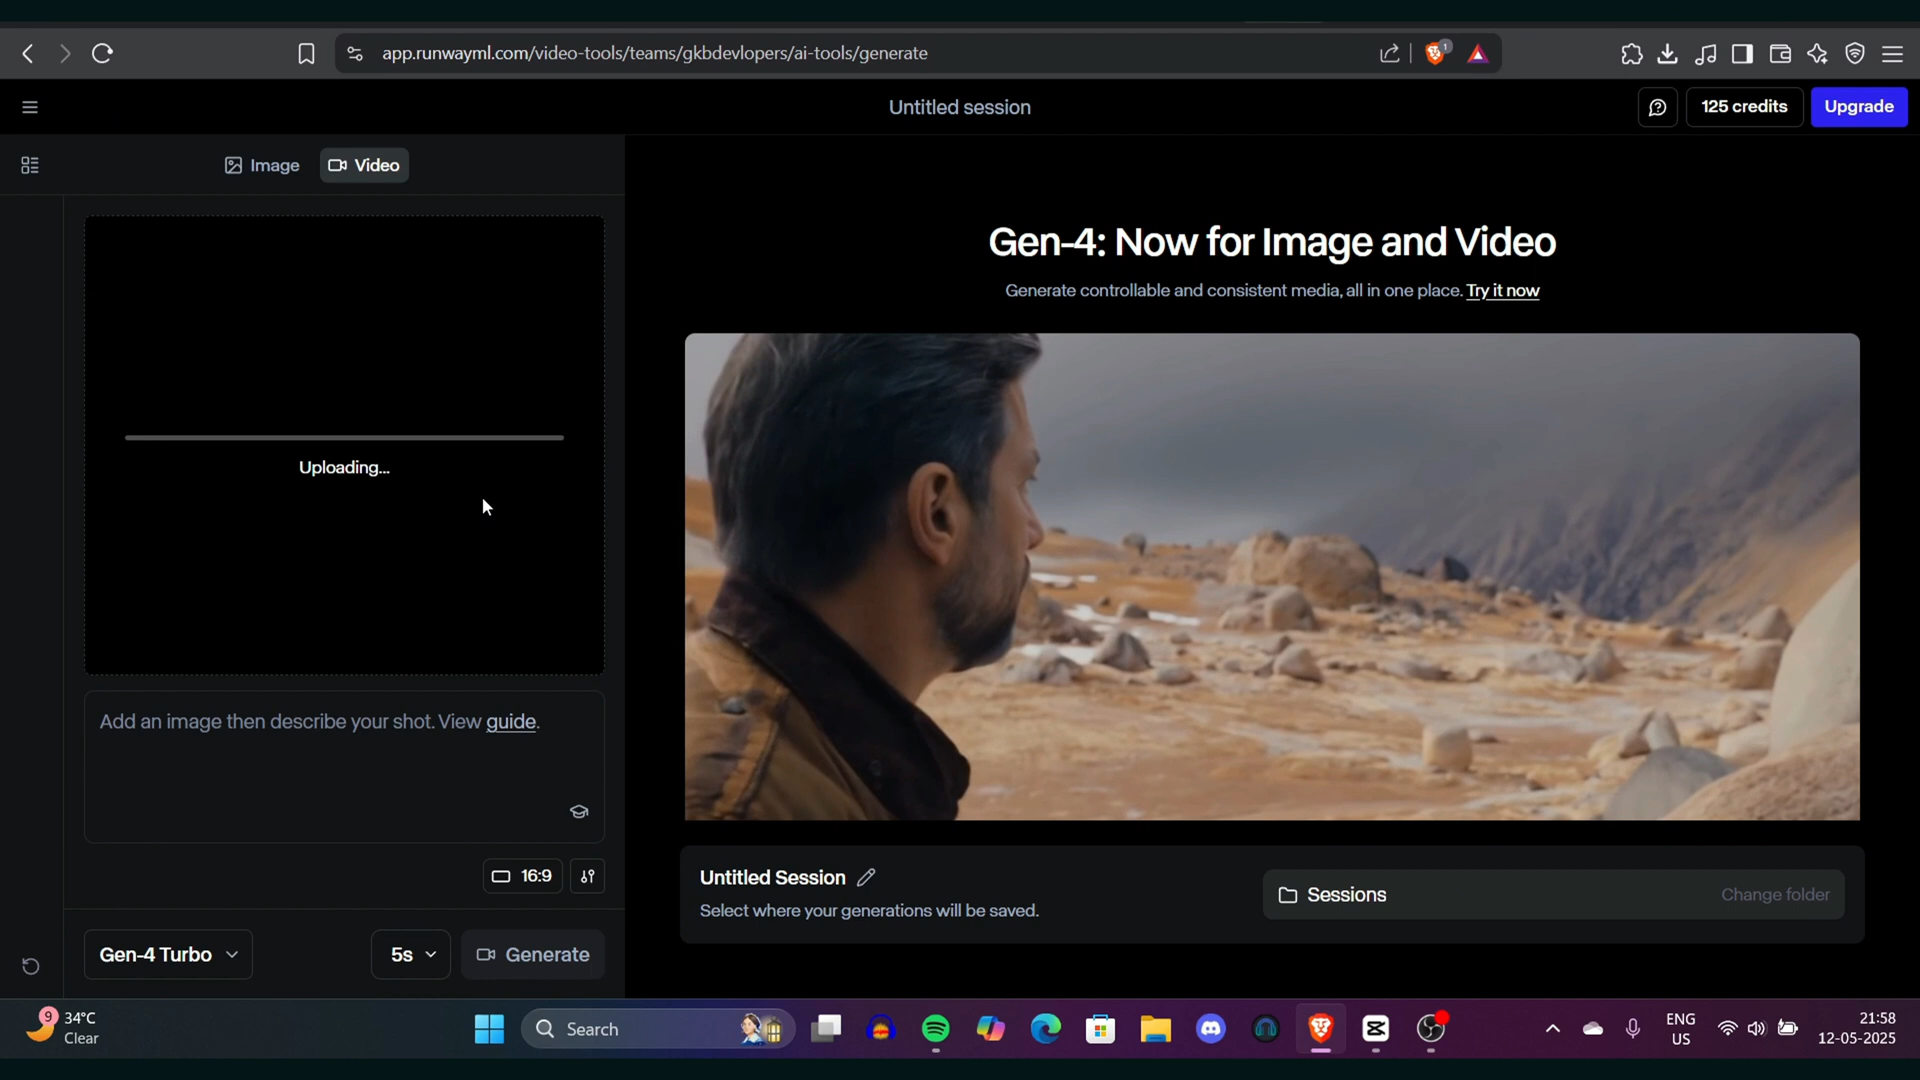 app.runwayml.com/video-tools/teams/gkbdevlopers/ai-tools/generate
1
Untitled session
125 credits
Upgrade
Image
Video
Uploading...
Gen-4: Now for Image and Video
Generate controllable and consistent media, all in one place. Try it now
Add an image then describe your shot. View guide.
16:9
Untitled Session
Select where your generations will be saved.
Sessions
Change folder
Gen-4 Turbo
5s
Generate
9
34°C
Clear
Search
ENG
US
21:58
12-05-2025